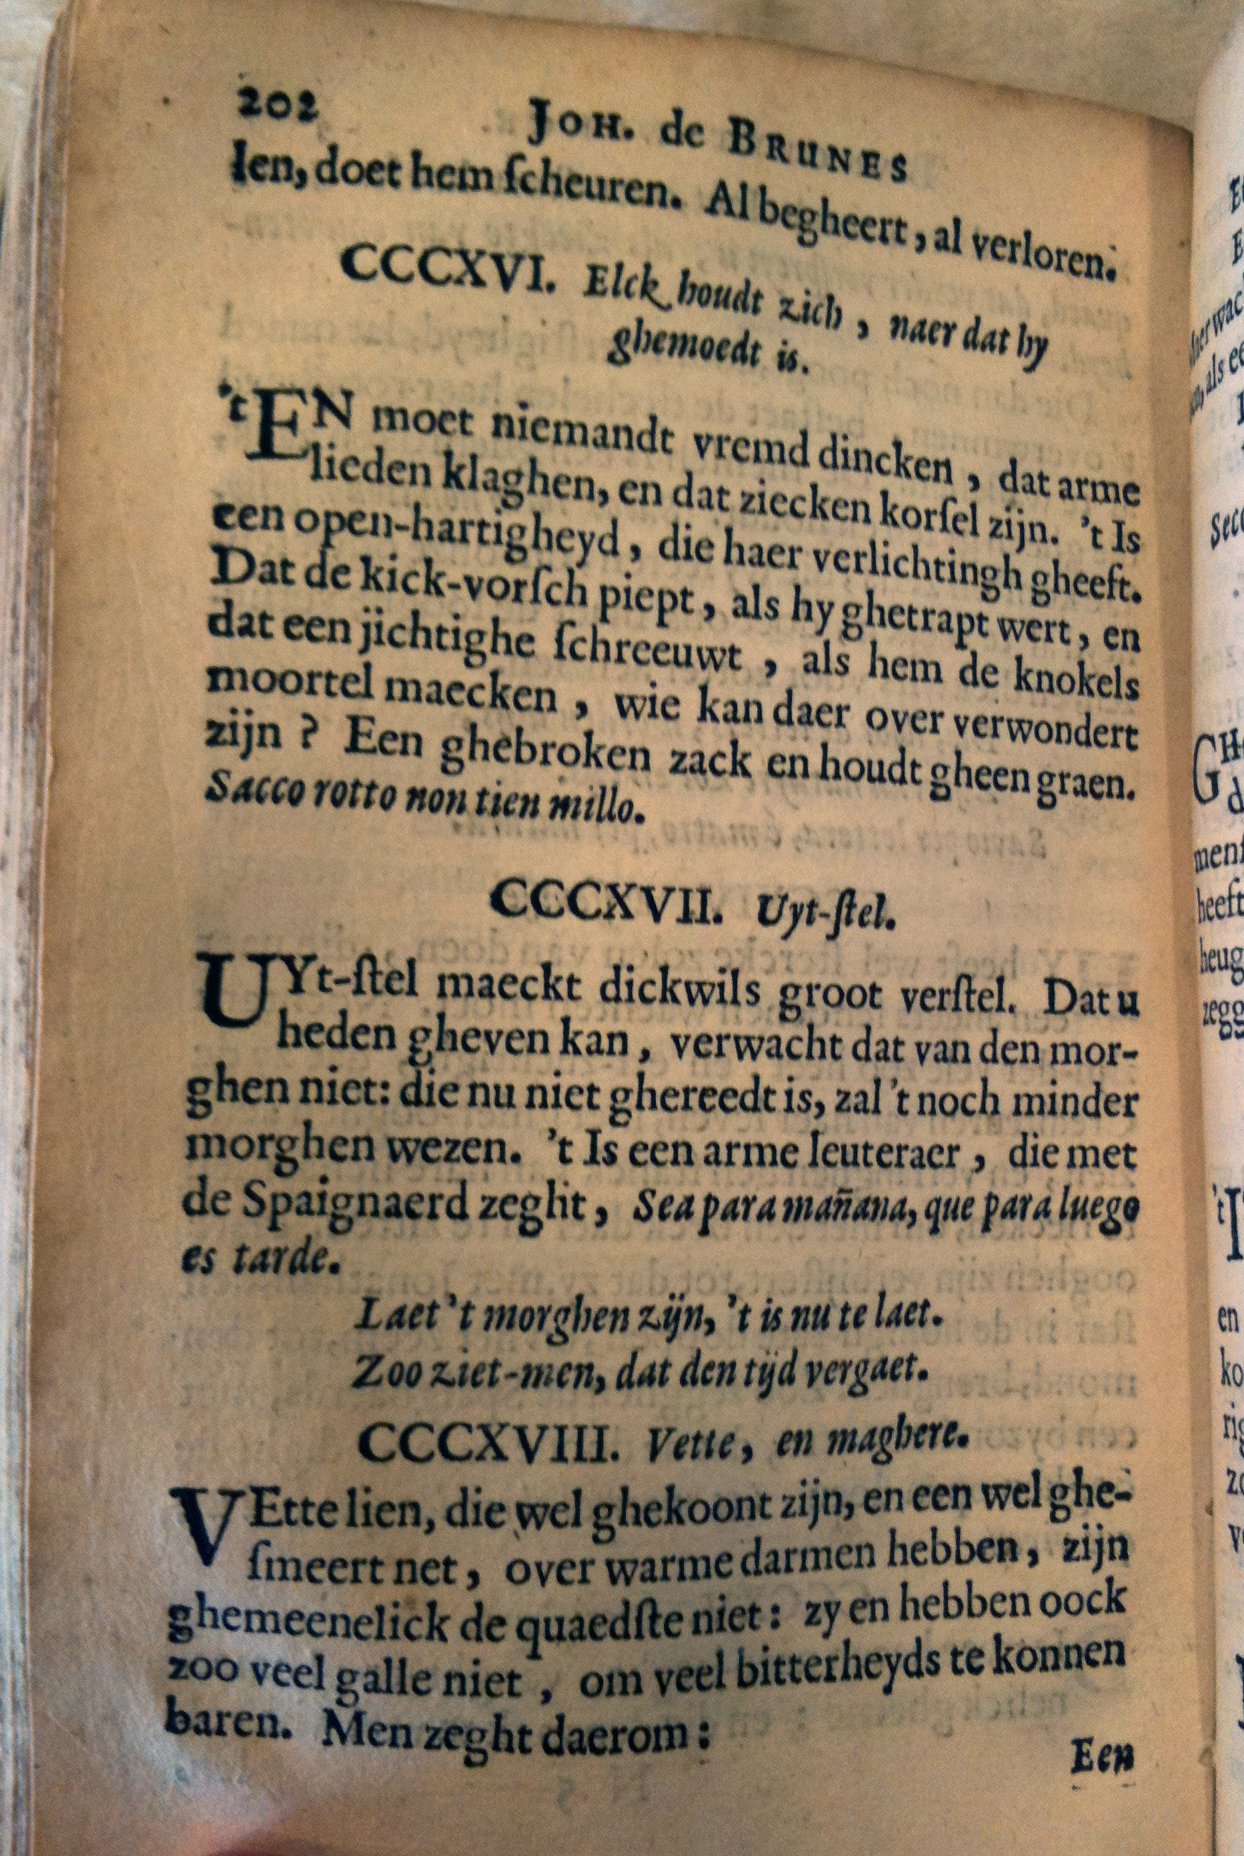 202 JOH. de BRUNES
len, doet hem ſcheuren. Al begheert, al verloren.
CCCXVI. Elck houdt zich, naer dat hy
ghemoedt is.
'tEN moet niemandt vremd dincken, dat arme
lieden klaghen, en dat ziecken korſel zijn. 't Is
een open-hartigheyd, die haer verlichtingh gheeft.
Dat de kick-vorſch piept, als hy ghetrapt wert, en
dat een jichtighe ſchreeuwt, als hem de knokels
moortel maecken, wie kan daer over verwondert
zijn? Een ghebroken zack en houdt gheen graen.
Sacco rotto non tien millo.
CCCXVII. Uyt-ſtel.
UYt-ſtel maeckt dickwils groot verſtel. Dat u
heden gheven kan, verwacht dat van den mor-
ghen niet: die nu niet ghereedt is, zal 't noch minder
morghen wezen. 't Is een arme leuteraer, die met
de Spaignaerd zeght, Sea para mañana, que para luego
es tarde.
Laet 't morghen zijn, 't is nu te laet.
Zoo ziet-men, dat den tijd vergaet.
CCCXVIII. Vette, en maghere.
VEtte lien, die wel ghekoont zijn, en een wel ghe-
ſmeert net, over warme darmen hebben, zijn
ghemeenelick de quaedſte niet: zy en hebben oock
zoo veel galle niet, om veel bitterheyds te konnen
baren. Men zeght daerom:
Een